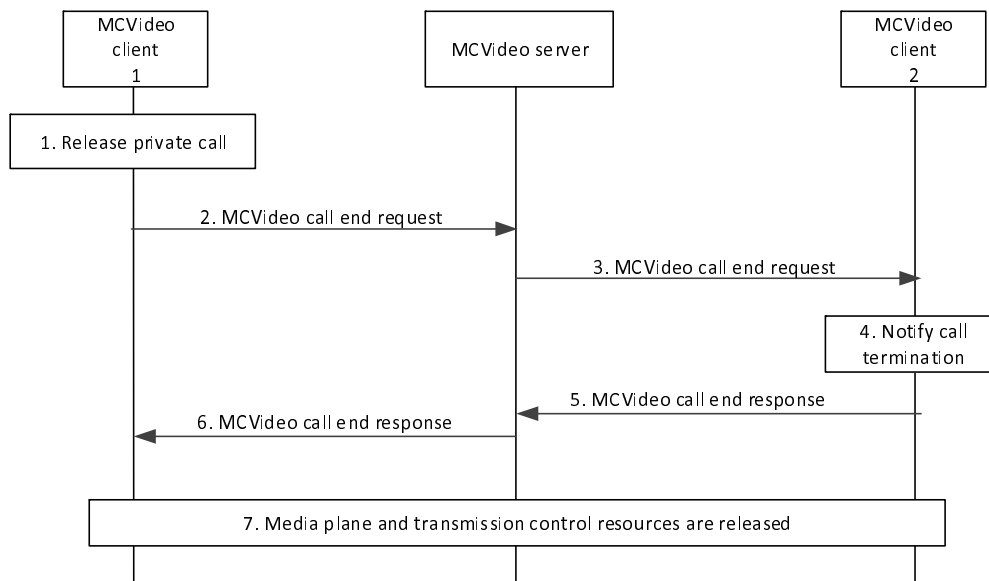 MCVideo
client
1
MCVideo server
MCVideo
client
2
1. Release private call
2. MCVideo call end request
3. MCVideo call end request
4. Notify call
termination
5. MCVideo call end response
6. MCVideo call end response
7. Media plane and transmission control resources are released